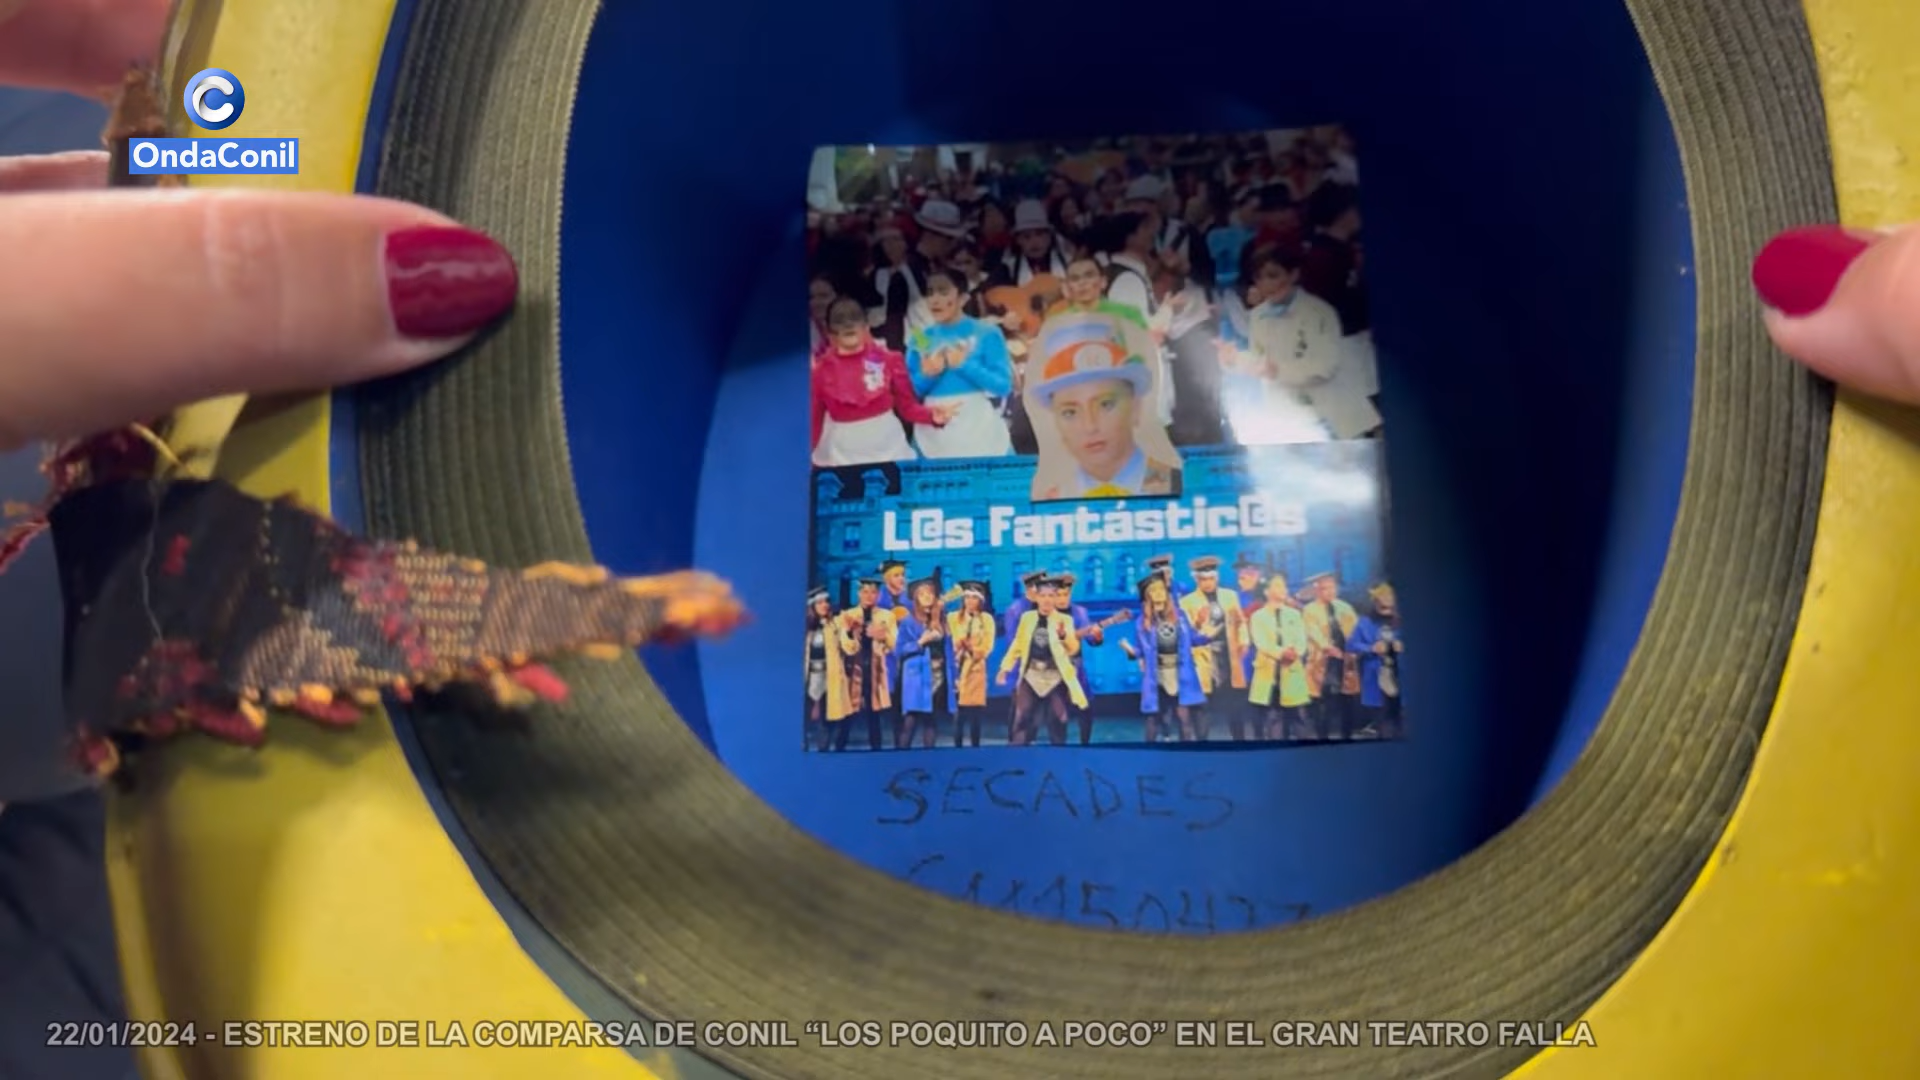 OndaConil
L@s Fantástic@s
SECADES
22/01/2024 - ESTRENO DE LA COMPARSA DE CONIL “LOS POQUITO A POCO” EN EL GRAN TEATRO FALLA